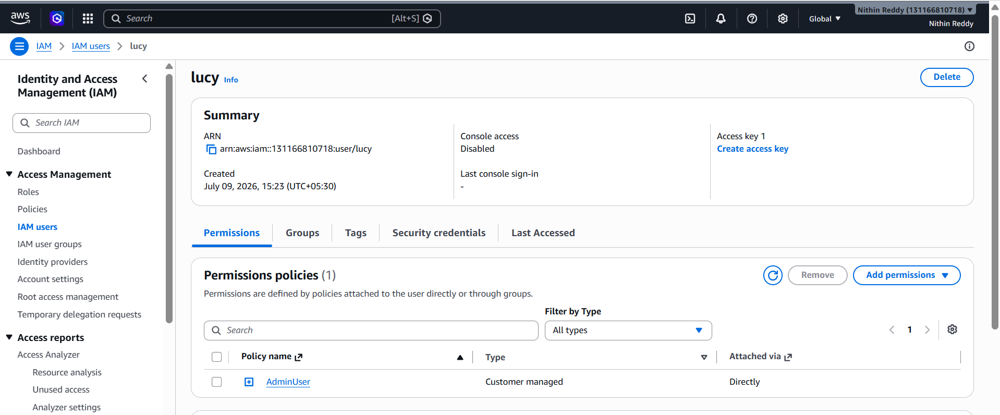 aws
Search [Alt+S]
Global
Nithin Reddy (131166810718)
Nithin Reddy
IAM
IAM users
lucy
Identity and Access Management (IAM)
Search IAM
Dashboard
Access Management
Roles
Policies
IAM users
IAM user groups
Identity providers
Account settings
Root access management
Temporary delegation requests
Access reports
Access Analyzer
Resource analysis
Unused access
Analyzer settings
lucy Info
Delete
Summary
ARN
arn:aws:iam::131166810718:user/lucy
Created
July 09, 2026, 15:23 (UTC+05:30)
Console access
Disabled
Last console sign-in
-
Access key 1
Create access key
Permissions Groups Tags Security credentials Last Accessed
Permissions policies (1)
Remove
Add permissions
Permissions are defined by policies attached to the user directly or through groups.
Filter by Type
Search
All types
1
Policy name Type Attached via
AdminUser Customer managed Directly